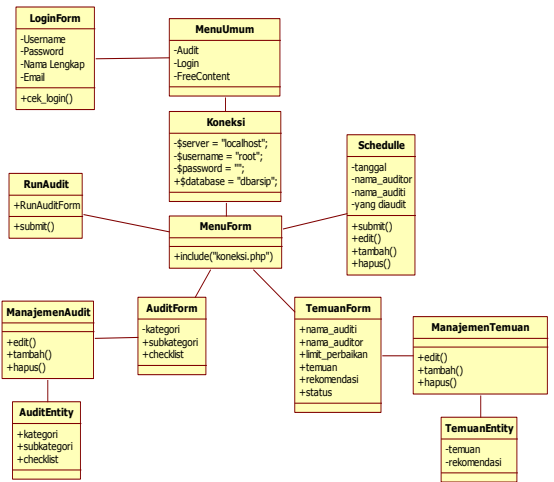 LoginForm
-Username
-Password
-Nama Lengkap
-Email
+cek_login()
MenuUmum
-Audit
-Login
-FreeContent
Koneksi
-$server = "localhost";
-$username = "root";
-$password = "";
+$database = "dbarsip";
Schedulle
-tanggal
-nama_auditor
-nama_auditi
-yang diaudit
+submit()
+edit()
+tambah()
+hapus()
RunAudit
+RunAuditForm
+submit()
MenuForm
+include("koneksi.php")
ManajemenAudit
+edit()
+tambah()
+hapus()
AuditForm
-kategori
+subkategori
+checklist
TemuanForm
+nama_auditi
+nama_auditor
+limit_perbaikan
+temuan
+rekomendasi
+status
ManajemenTemuan
+edit()
+tambah()
+hapus()
AuditEntity
+kategori
+subkategori
+checklist
TemuanEntity
-temuan
-rekomendasi